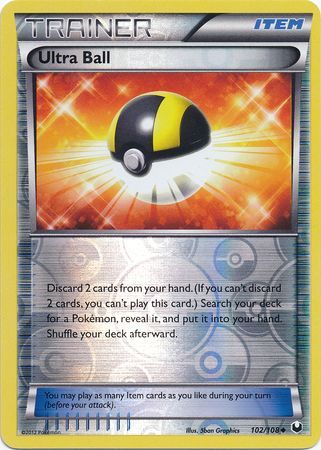 TRAINER
ITEM
Ultra Ball
Discard 2 cards from your hand. (If you can't discard
2 cards, you can't play this card.) Search your deck
for a Pokémon, reveal it, and put it into your hand.
Shuffle your deck afterward.
You may play as many Item cards as you like during your turn
(before your attack).
©2012 Pokémon
Illus. 5ban Graphics
102/108